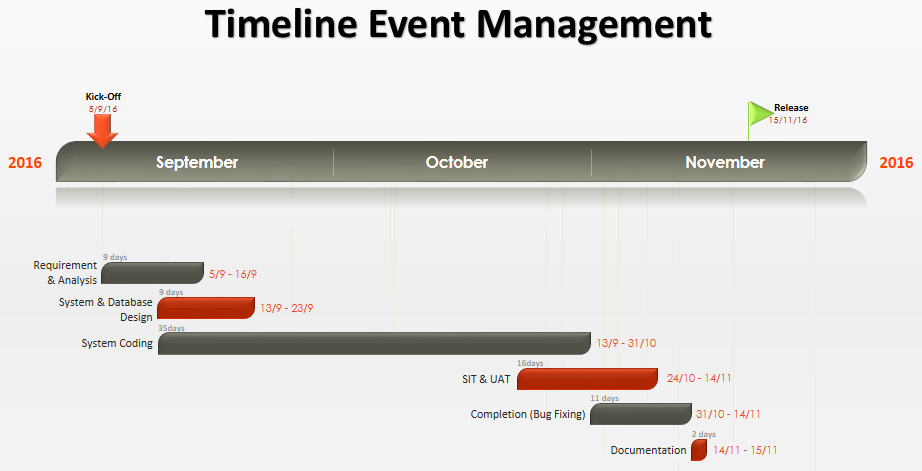 Timeline Event Management
Kick-Off
5/9/16
Release
15/11/16
2016
September
October
November
2016
9 days
Requirement
& Analysis
5/9 - 16/9
9 days
System & Database
Design
13/9 - 23/9
35days
System Coding
13/9 - 31/10
16days
SIT & UAT
24/10 - 14/11
11 days
Completion (Bug Fixing)
31/10 - 14/11
2 days
Documentation
14/11 - 15/11